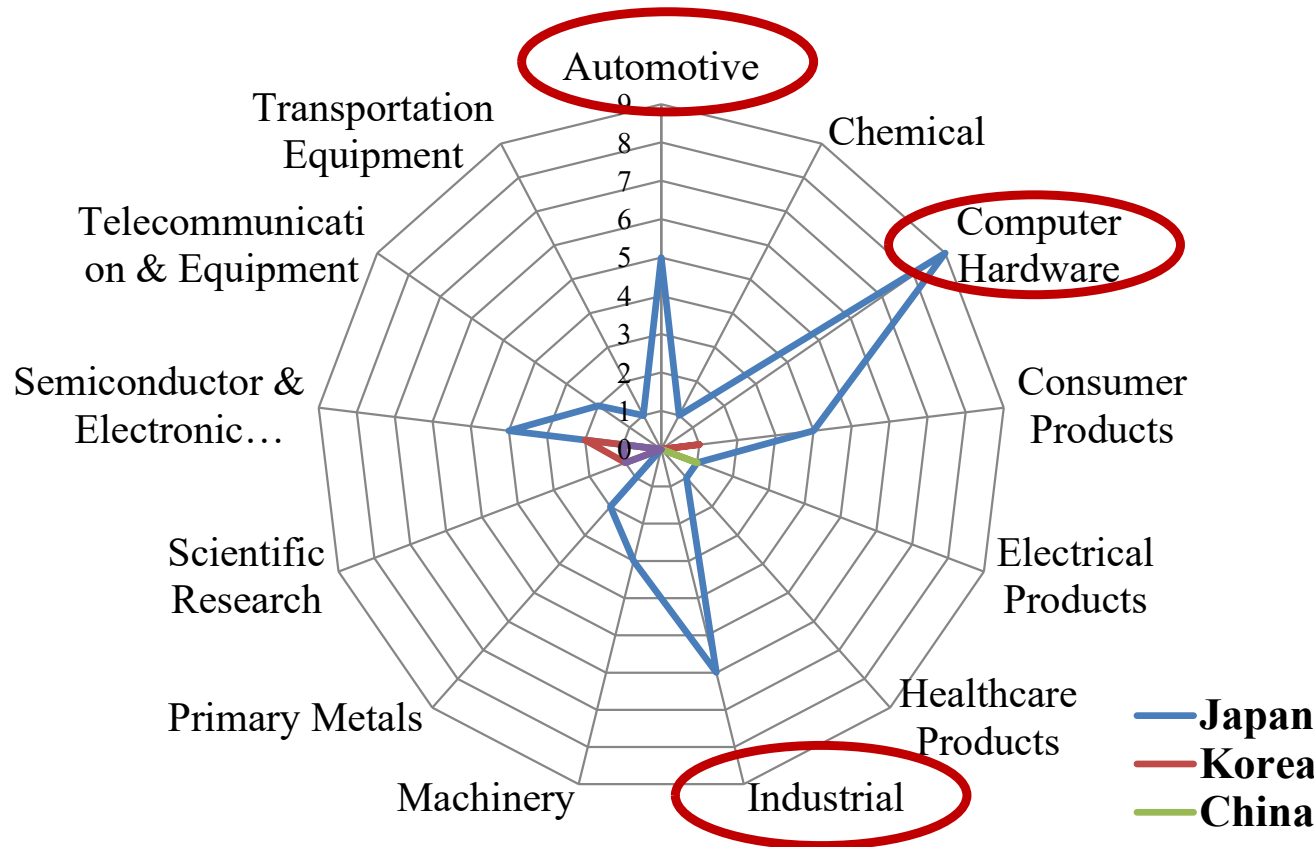 Automotive
Chemical
Computer
Hardware
Consumer
Products
Electrical
Products
Healthcare
Products
Industrial
Machinery
Primary Metals
Scientific
Research
Semiconductor &
Electronic…
Telecommunicati
on & Equipment
Transportation
Equipment
9
8
7
6
5
4
3
2
1
0
Japan
Korea
China